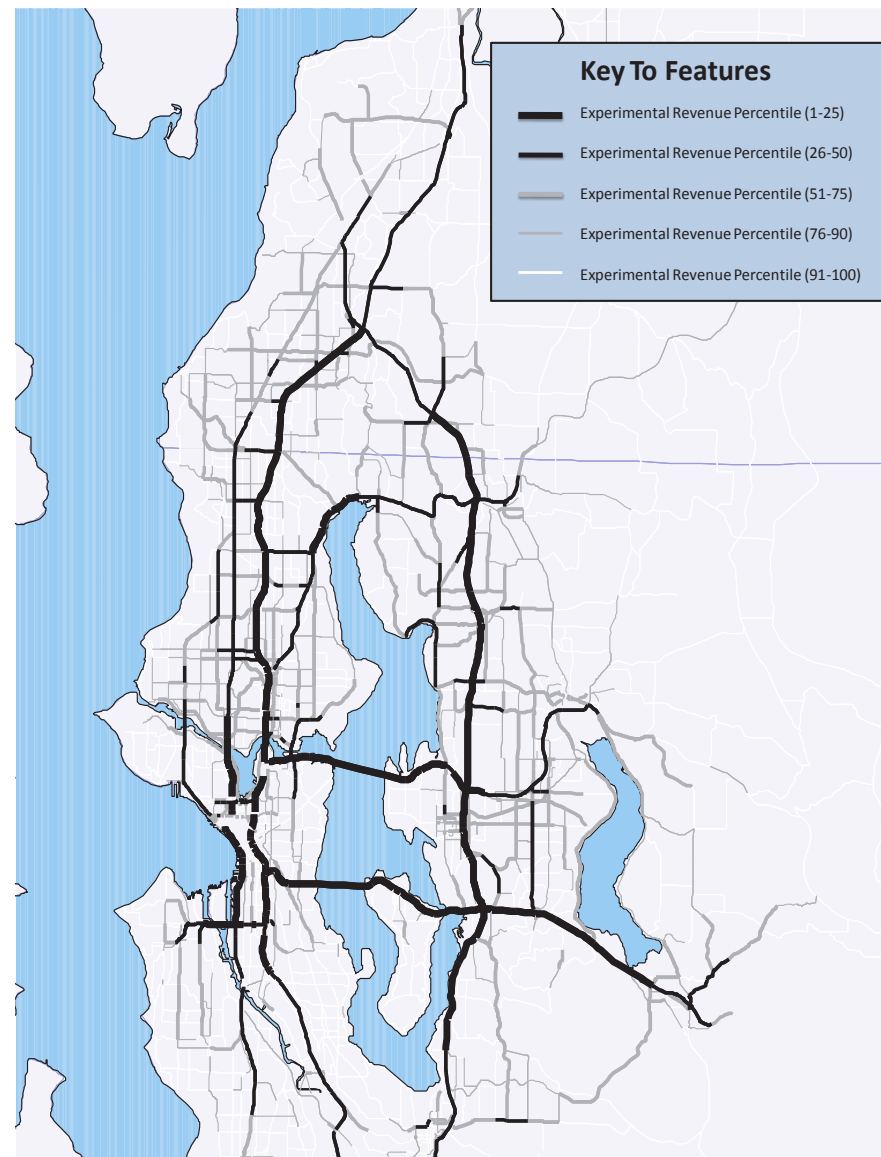 Key To Features
Experimental Revenue Percentile (1-25)
Experimental Revenue Percentile (26-50)
Experimental Revenue Percentile (51-75)
Experimental Revenue Percentile (76-90)
Experimental Revenue Percentile (91-100)